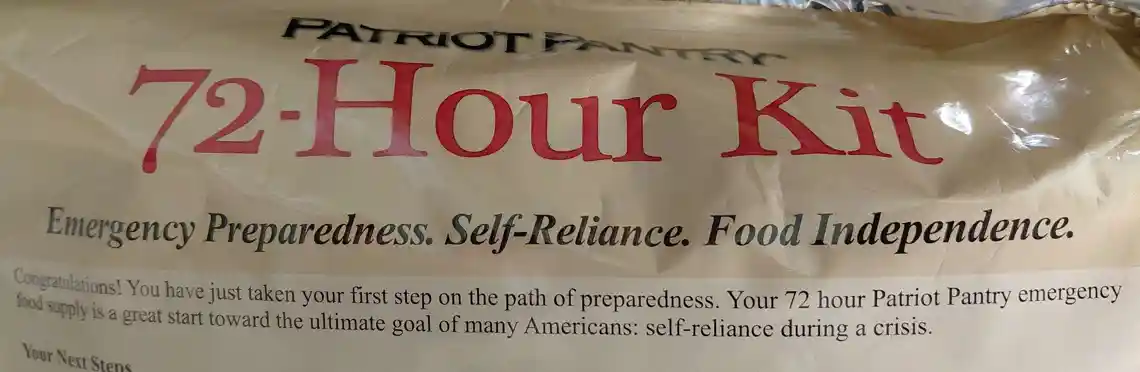 PATRIOT PANTRY
72-Hour Kit
Emergency Preparedness. Self-Reliance. Food Independence.
Congratulations! You have just taken your first step on the path of preparedness. Your 72 hour Patriot Pantry emergency
food supply is a great start toward the ultimate goal of many Americans: self-reliance during a crisis.
Your Next Steps